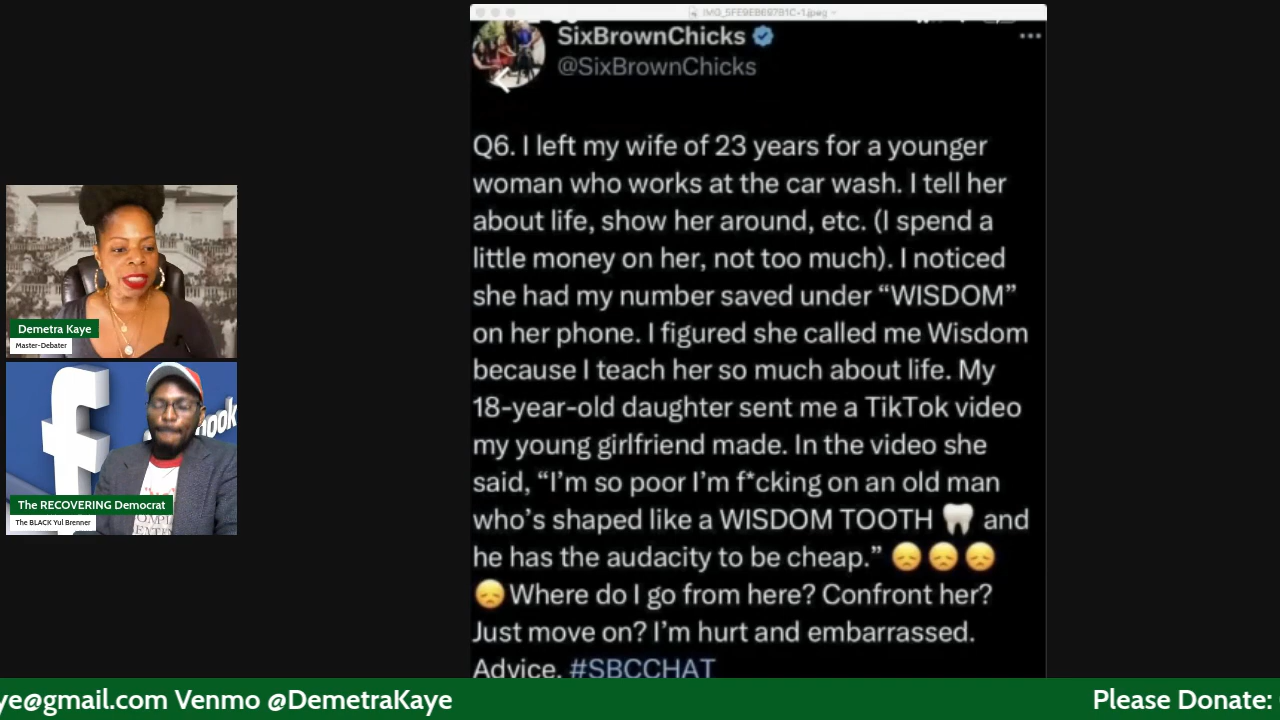 IMG_5FE9EB697B1C-1.jpeg
SixBrownChicks
@SixBrownChicks
Q6. I left my wife of 23 years for a younger
woman who works at the car wash. I tell her
about life, show her around, etc. (I spend a
little money on her, not too much). I noticed
she had my number saved under “WISDOM”
on her phone. I figured she called me Wisdom
because I teach her so much about life. My
18-year-old daughter sent me a TikTok video
my young girlfriend made. In the video she
said, “I’m so poor I’m f*cking on an old man
who’s shaped like a WISDOM TOOTH 🦷 and
he has the audacity to be cheap.” 😞😞😞
😞Where do I go from here? Confront her?
Just move on? I’m hurt and embarrassed.
Advice. #SBCCHAT
Demetra Kaye
Master-Debater
The RECOVERING Democrat
The BLACK Yul Brenner
ye@gmail.com Venmo @DemetraKaye
Please Donate: